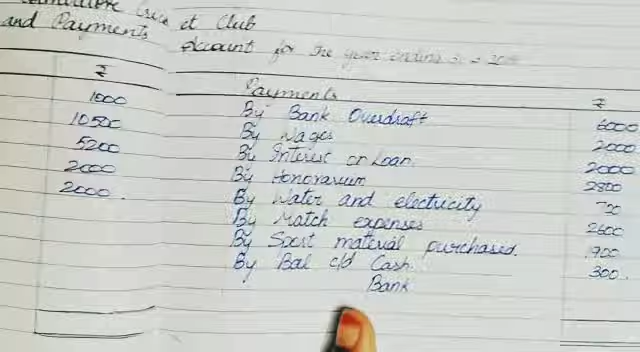 et Club
and Payments Account for the year ending
₹ Payments ₹
1000 By Bank Overdraft 6000
10500 By Wages 2000
5200 By Interest on Loan. 2000
2000 By Honorarium 2800
2000. By Water and electricity
By Match expenses 2600
By Sport material purchased. 1900
By Bal c/d Cash. 300.
Bank